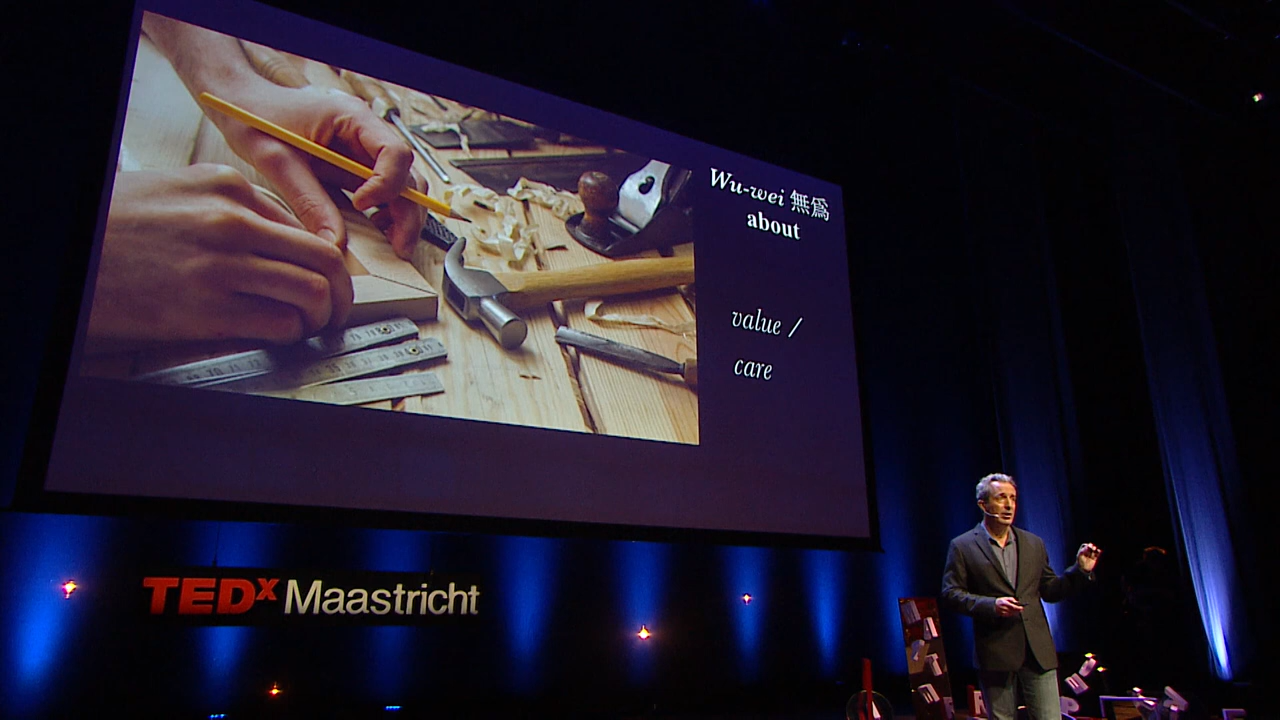 Wu-wei 無爲
about
value /
care
TEDx Maastricht